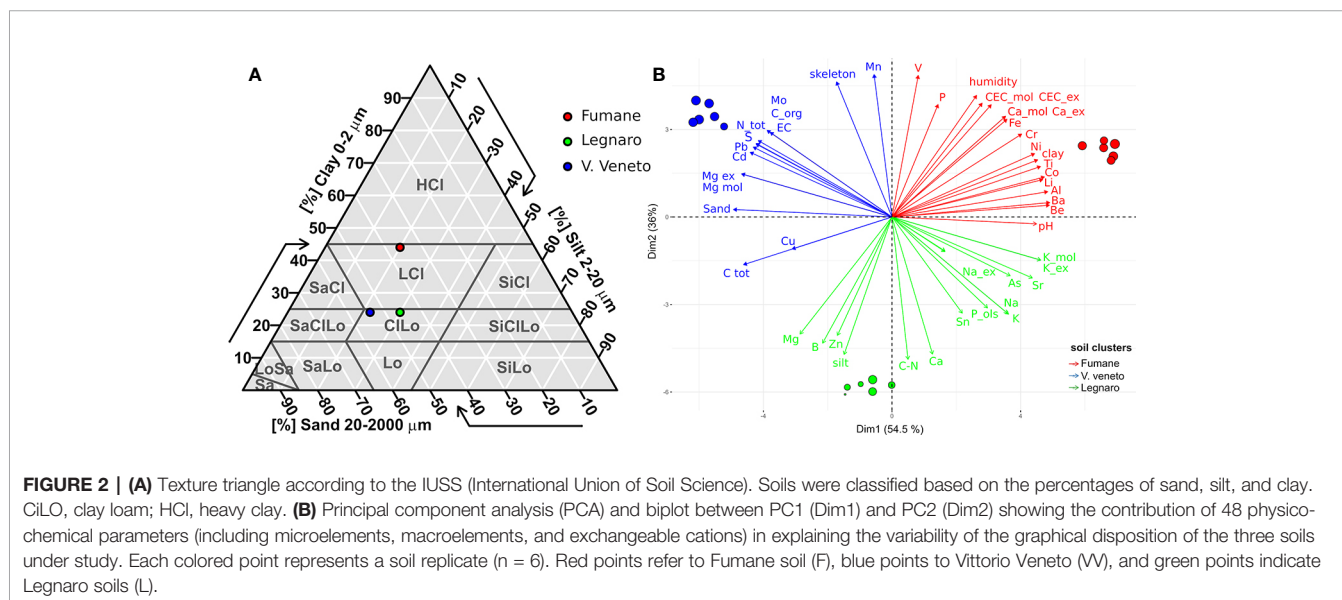 A
90
80
70
60
50
40
30
20
10
[%] Clay 0-2 μm
10
20
30
40
50
60
70
80
90
[%] Silt 2-20 μm
HCl
LCl
SaCl
SiCl
SaClLo
ClLo
SiClLo
LoSa
Sa
SaLo
Lo
SiLo
90
80
70
60
50
40
30
20
10
[%] Sand 20-2000 μm
Fumane
Legnaro
V. Veneto
B
skeleton
Mn
V
P
humidity
CEC_mol CEC_ex
Ca_mol Ca_ex
Fe
Cr
Ni
clay
Ti
Co
Li
Al
Ba
Be
pH
Mo
C_org
N_tot
EC
S
Pb
Cd
Mg ex
Mg mol
Sand
Cu
C tot
K_mol
K_ex
Na_ex
As
Sr
Na
P_ols
K
Sn
Mg
B
Zn
silt
C-N
Ca
3
0
-3
-6
-4
0
4
Dim2 (36%)
Dim1 (54.5 %)
soil clusters
Fumane
V. veneto
Legnaro
FIGURE 2 | (A) Texture triangle according to the IUSS (International Union of Soil Science). Soils were classified based on the percentages of sand, silt, and clay.
CiLO, clay loam; HCl, heavy clay. (B) Principal component analysis (PCA) and biplot between PC1 (Dim1) and PC2 (Dim2) showing the contribution of 48 physico-
chemical parameters (including microelements, macroelements, and exchangeable cations) in explaining the variability of the graphical disposition of the three soils
under study. Each colored point represents a soil replicate (n = 6). Red points refer to Fumane soil (F), blue points to Vittorio Veneto (VV), and green points indicate
Legnaro soils (L).